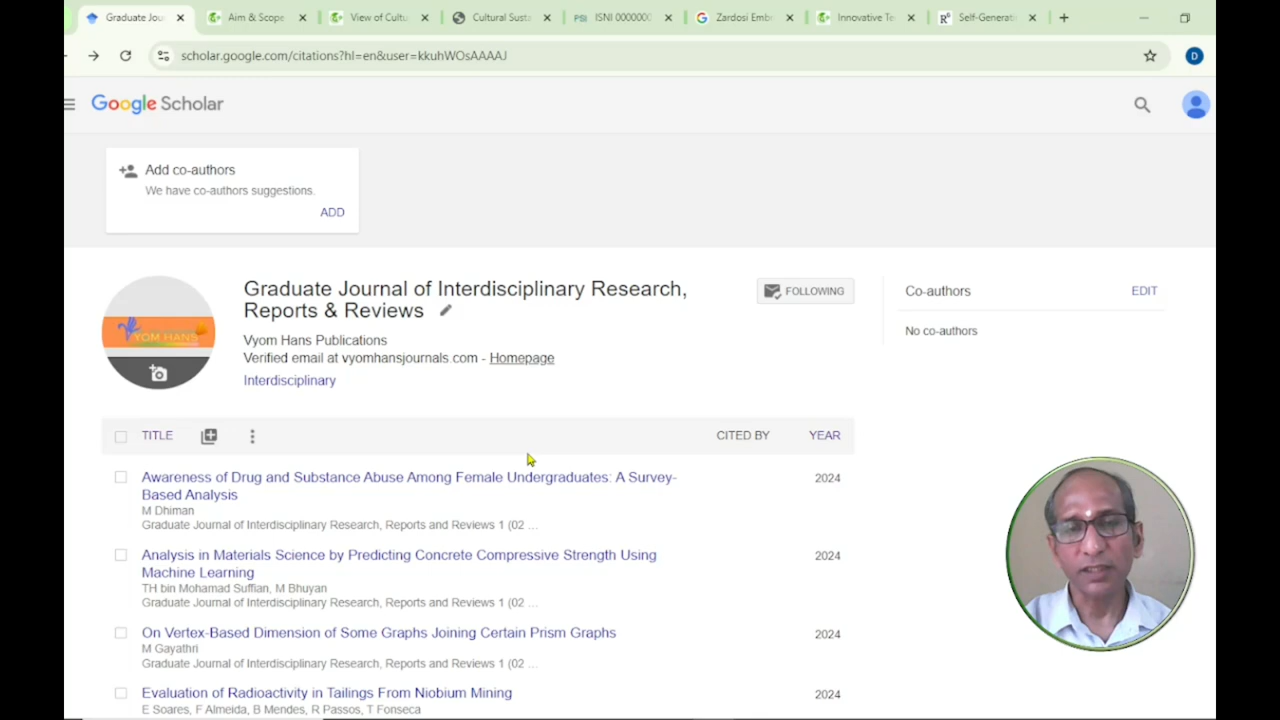 Graduate Jou
Aim & Scope
View of Cultu
Cultural Susta
PSI
ISNI 0000000
Zardosi Emb
Innovative Te
Self-Generati
scholar.google.com/citations?hl=en&user=kkuhWOsAAAAJ
D
Google Scholar
Add co-authors
We have co-authors suggestions.
ADD
Graduate Journal of Interdisciplinary Research,
Reports & Reviews
FOLLOWING
Co-authors
EDIT
No co-authors
Vyom Hans Publications
Verified email at vyomhansjournals.com - Homepage
Interdisciplinary
YOM HANS
TITLE
CITED BY
YEAR
Awareness of Drug and Substance Abuse Among Female Undergraduates: A Survey-
Based Analysis
2024
M Dhiman
Graduate Journal of Interdisciplinary Research, Reports and Reviews 1 (02 ...
Analysis in Materials Science by Predicting Concrete Compressive Strength Using
Machine Learning
2024
TH bin Mohamad Suffian, M Bhuyan
Graduate Journal of Interdisciplinary Research, Reports and Reviews 1 (02 ...
On Vertex-Based Dimension of Some Graphs Joining Certain Prism Graphs
2024
M Gayathri
Graduate Journal of Interdisciplinary Research, Reports and Reviews 1 (02 ...
Evaluation of Radioactivity in Tailings From Niobium Mining
2024
E Soares, F Almeida, B Mendes, R Passos, T Fonseca